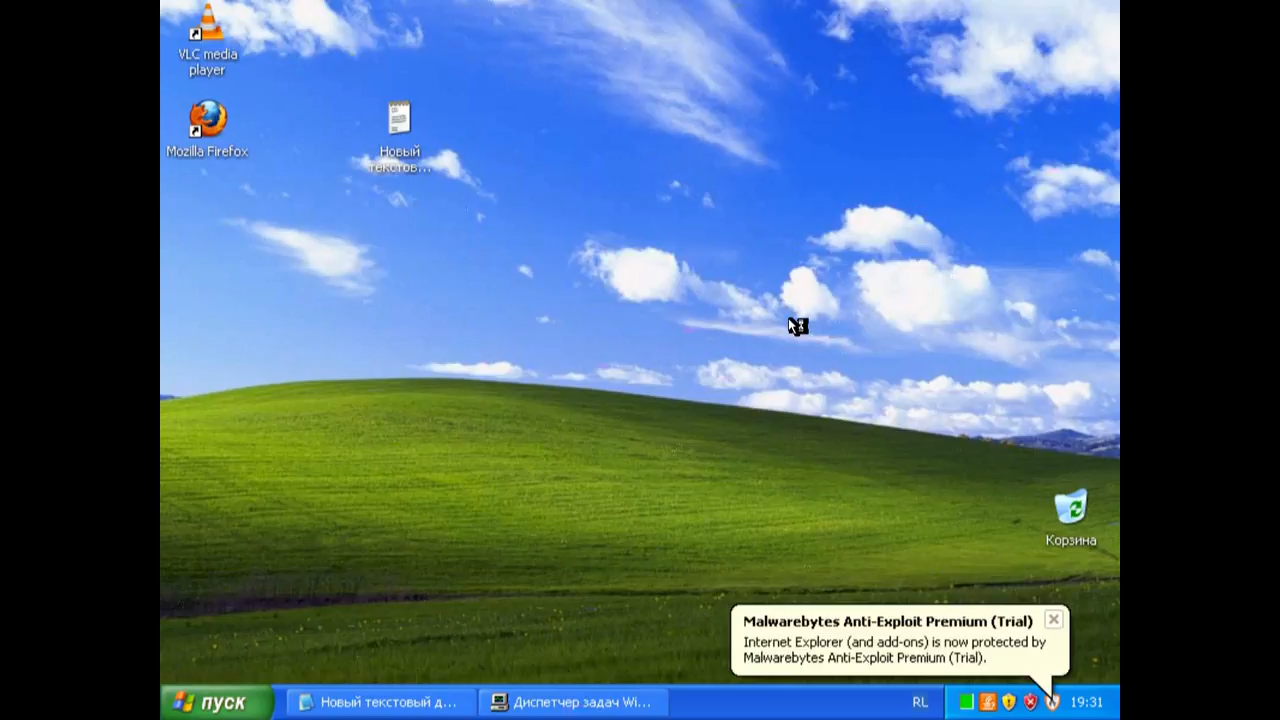 VLC media
player
Mozilla Firefox
Новый
текстов...
Корзина
Malwarebytes Anti-Exploit Premium (Trial)
Internet Explorer (and add-ons) is now protected by
Malwarebytes Anti-Exploit Premium (Trial).
пуск
Новый текстовый д...
Диспетчер задач Wi...
RL
19:31